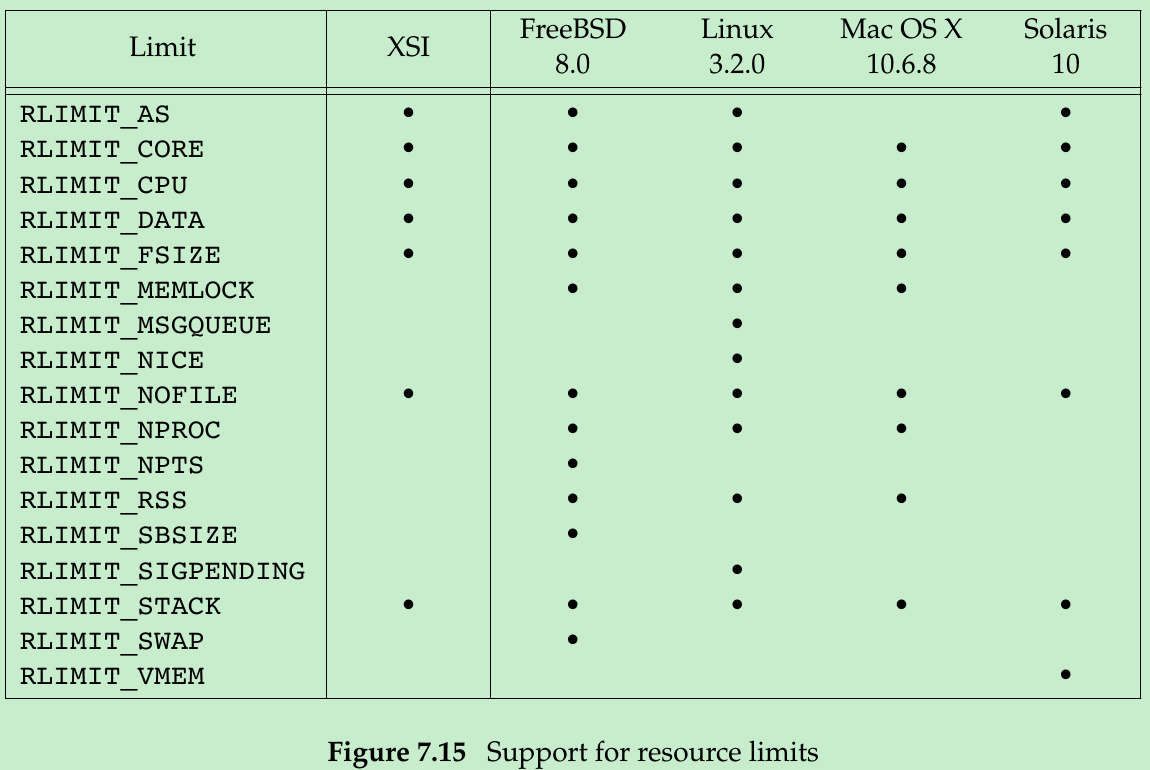 Limit XSI FreeBSD 8.0 Linux 3.2.0 Mac OS X 10.6.8 Solaris 10
RLIMIT_AS • • • •
RLIMIT_CORE • • • • •
RLIMIT_CPU • • • • •
RLIMIT_DATA • • • • •
RLIMIT_FSIZE • • • • •
RLIMIT_MEMLOCK • • •
RLIMIT_MSGQUEUE •
RLIMIT_NICE •
RLIMIT_NOFILE • • • • •
RLIMIT_NPROC • • •
RLIMIT_NPTS •
RLIMIT_RSS • • •
RLIMIT_SBSIZE •
RLIMIT_SIGPENDING •
RLIMIT_STACK • • • • •
RLIMIT_SWAP •
RLIMIT_VMEM •
Figure 7.15 Support for resource limits